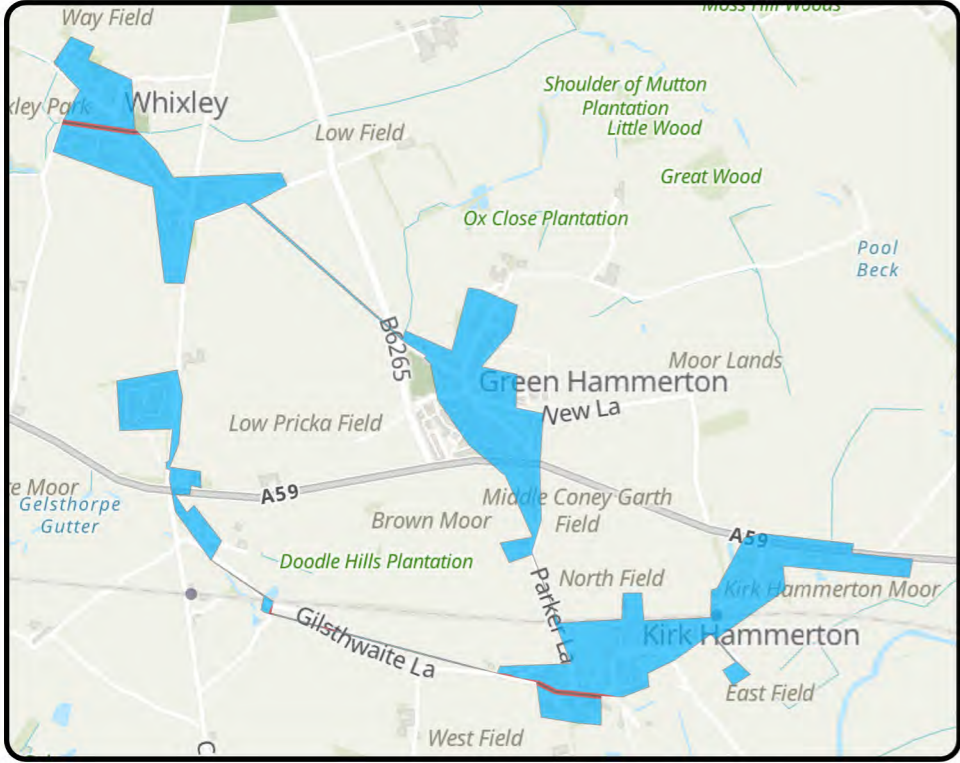 Moss Hill Woods
Way Field
Whixley
xley Park
Low Field
Shoulder of Mutton
Plantation
Little Wood
Great Wood
Ox Close Plantation
Pool
Beck
B6265
Moor Lands
Green Hammerton
New La
Low Pricka Field
A59
e Moor
Gelsthorpe
Gutter
Brown Moor
Middle Coney Garth
Field
A59
Doodle Hills Plantation
North Field
Kirk Hammerton Moor
Parker La
Gilsthwaite La
Kirk Hammerton
East Field
West Field
C